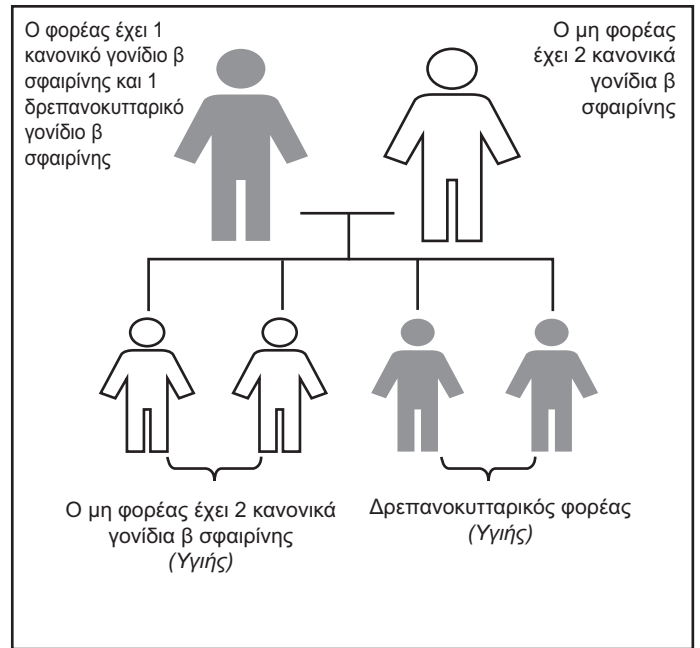 Ο φορέας έχει 1
κανονικό γονίδιο β
σφαιρίνης και 1
δρεπανοκυτταρικό
γονίδιο β
σφαιρίνης
Ο μη φορέας
έχει 2 κανονικά
γονίδια β
σφαιρίνης
Ο μη φορέας έχει 2 κανονικά
γονίδια β σφαιρίνης
(Υγιής)
Δρεπανοκυτταρικός φορέας
(Υγιής)